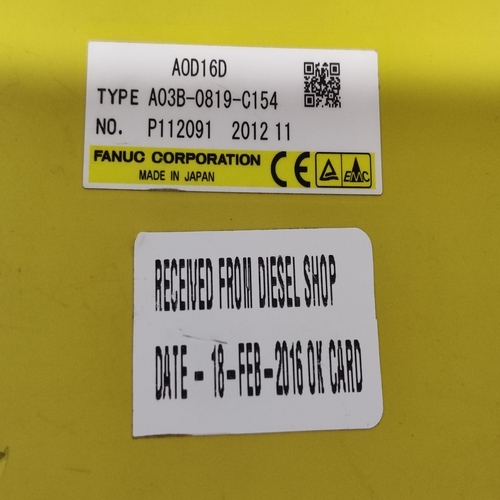 AOD16D
TYPE A03B-0819-C154
NO. P112091 2012 11
FANUC CORPORATION
MADE IN JAPAN
CE
EMC
RECEIVED FROM DIESEL SHOP
DATE - 18-FEB-2016 OK CARD